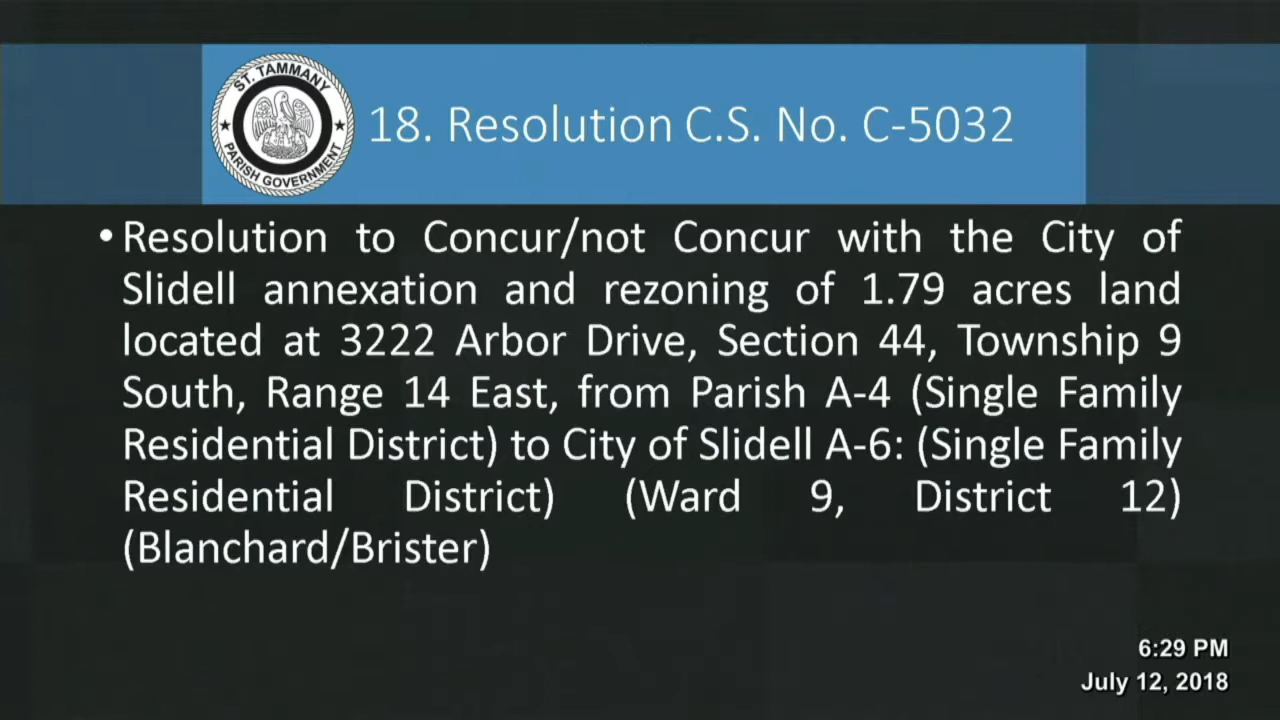 ST. TAMMANY
PARISH GOVERNMENT
18. Resolution C.S. No. C-5032
• Resolution to Concur/not Concur with the City of
Slidell annexation and rezoning of 1.79 acres land
located at 3222 Arbor Drive, Section 44, Township 9
South, Range 14 East, from Parish A-4 (Single Family
Residential District) to City of Slidell A-6: (Single Family
Residential District) (Ward 9, District 12)
(Blanchard/Brister)
6:29 PM
July 12, 2018